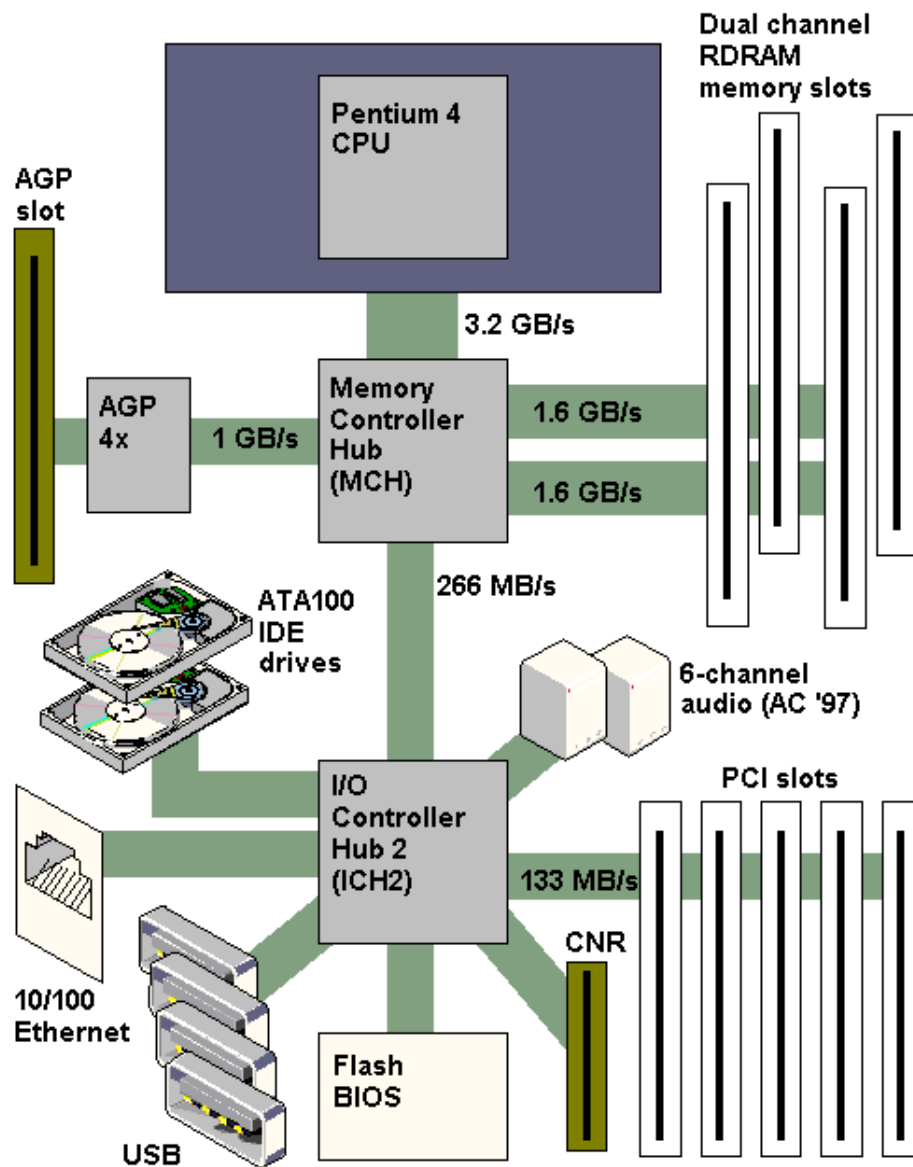 Dual channel
RDRAM
memory slots
Pentium 4
CPU
AGP
slot
3.2 GB/s
Memory
Controller
Hub
(MCH)
AGP
4x
1 GB/s
1.6 GB/s
1.6 GB/s
266 MB/s
ATA100
IDE
drives
6-channel
audio (AC '97)
I/O
Controller
Hub 2
(ICH2)
PCI slots
133 MB/s
CNR
10/100
Ethernet
Flash
BIOS
USB